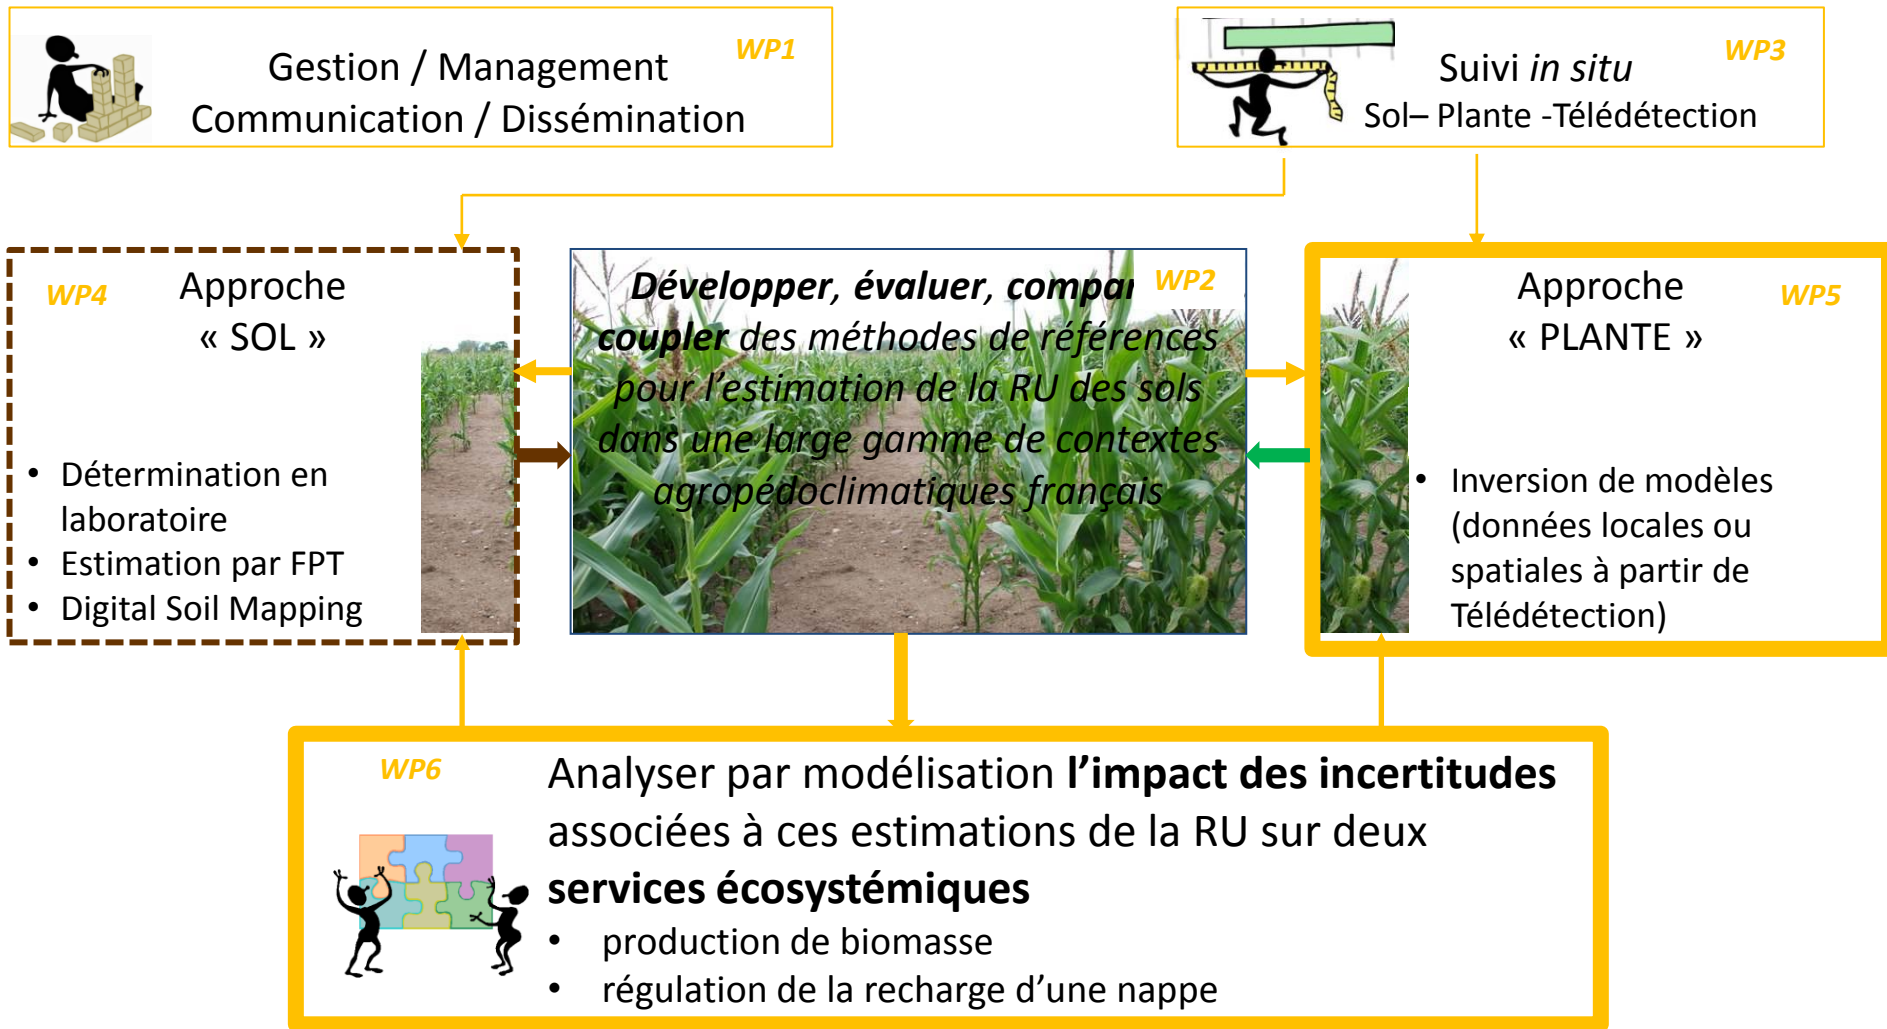 WP1
Gestion / Management
Communication / Dissémination
WP3
Suivi in situ
Sol– Plante -Télédétection
WP4
Approche
« SOL »
• Détermination en
laboratoire
• Estimation par FPT
• Digital Soil Mapping
WP2
Développer, évaluer,
coupler des méthodes de références
pour l’estimation de la RU des sols
dans une large gamme de contextes
agropédoclimatiques français
WP5
Approche
« PLANTE »
• Inversion de modèles
(données locales ou
spatiales à partir de
Télédétection)
WP6
Analyser par modélisation l’impact des incertitudes
associées à ces estimations de la RU sur deux
services écosystémiques
• production de biomasse
• régulation de la recharge d’une nappe